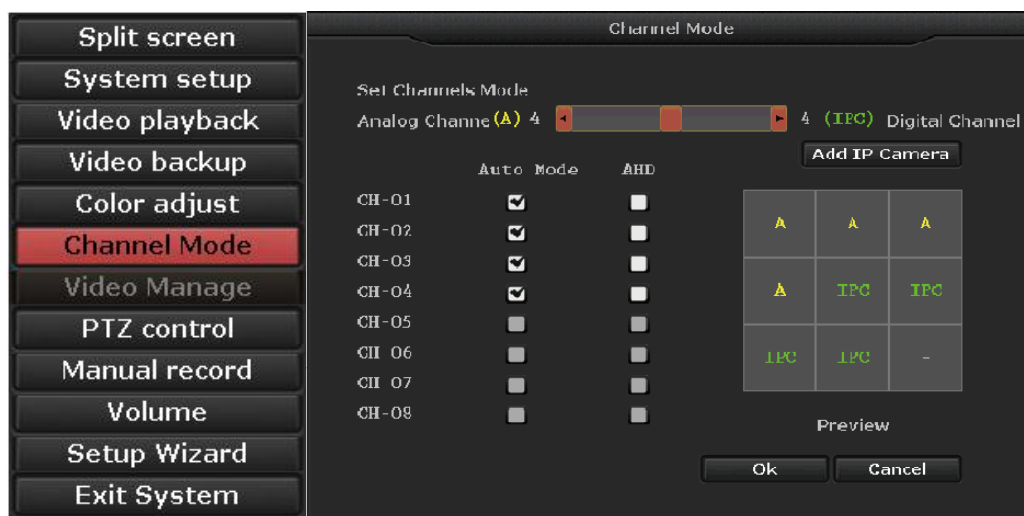 Split screen
System setup
Video playback
Video backup
Color adjust
Channel Mode
Video Manage
PTZ control
Manual record
Volume
Setup Wizard
Exit System
Channel Mode
Set Channels Mode
Analog Channe(A) 4 4 (IPC) Digital Channel
Add IP Camera
Auto Mode AHD
CH-01
CH-02
CH-03
CH-04
CH-05
CH 06
CH 07
CH-08
A A A
A IPC IPC
IPC IPC -
Preview
Ok Cancel